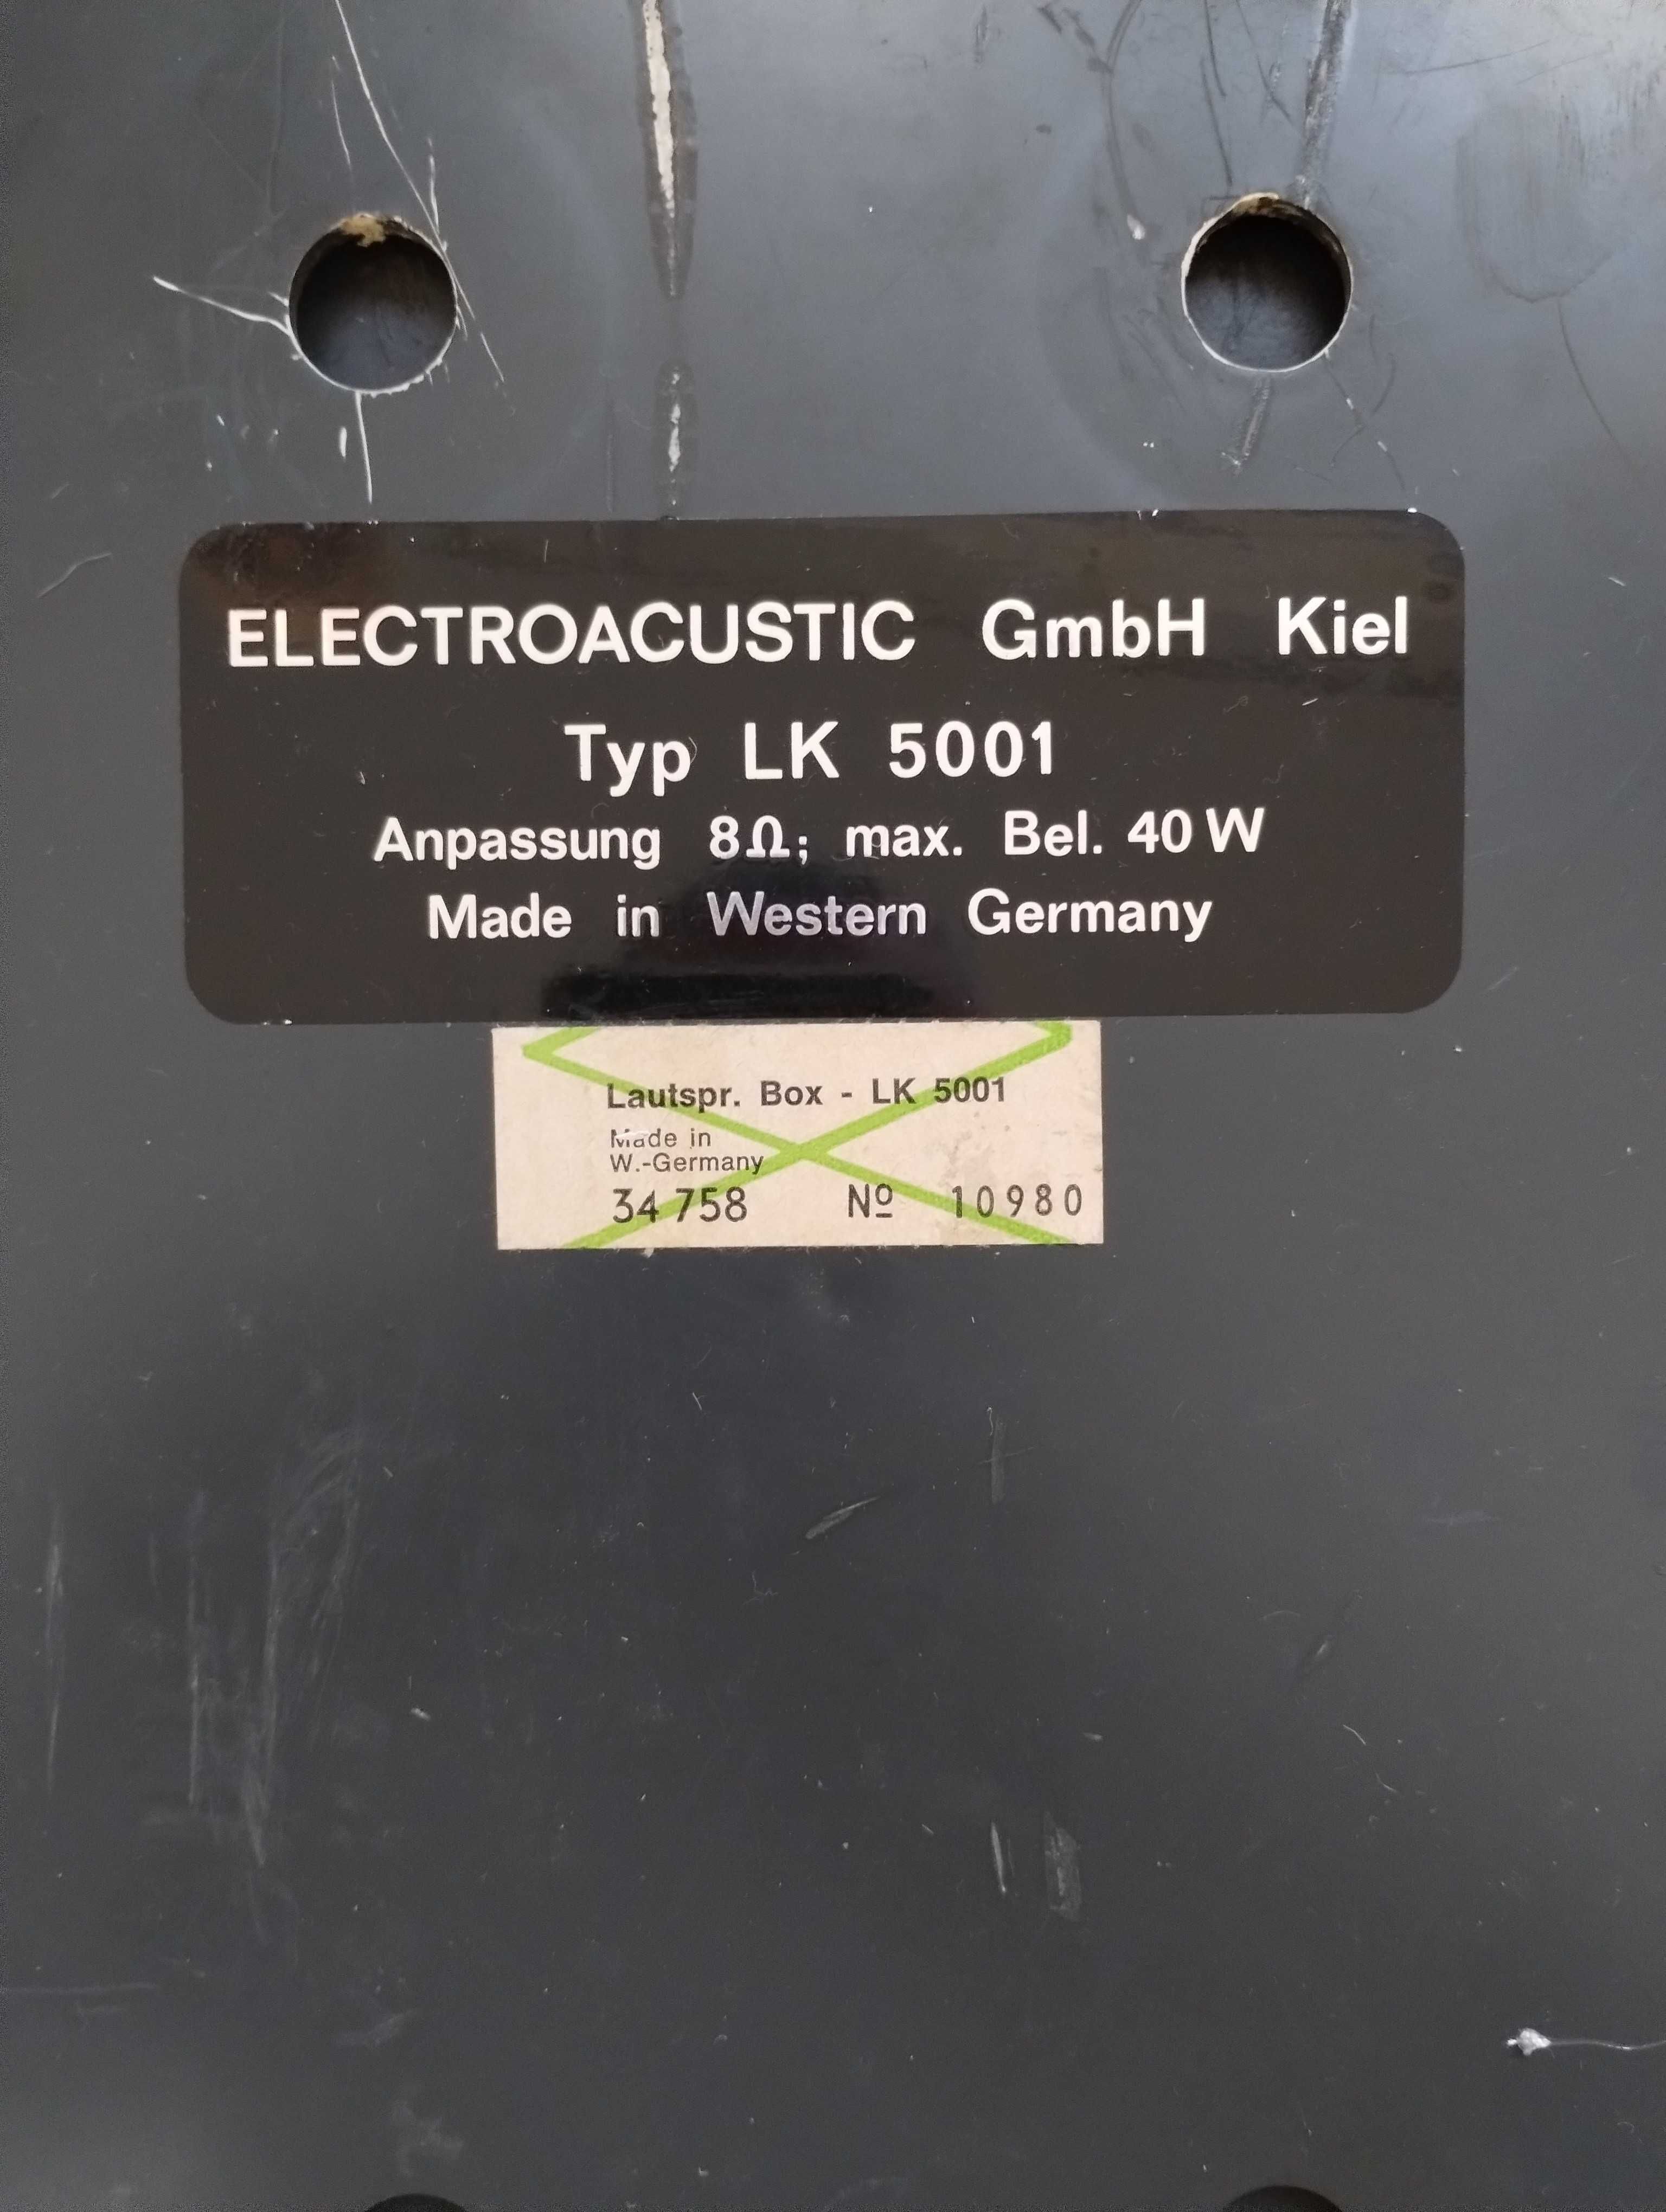 ELECTROACUSTIC GmbH Kiel
Typ LK 5001
Anpassung 8Ω; max. Bel. 40 W
Made in Western Germany
Lautspr. Box - LK 5001
Made in
W.-Germany
34 758 Nº 10980